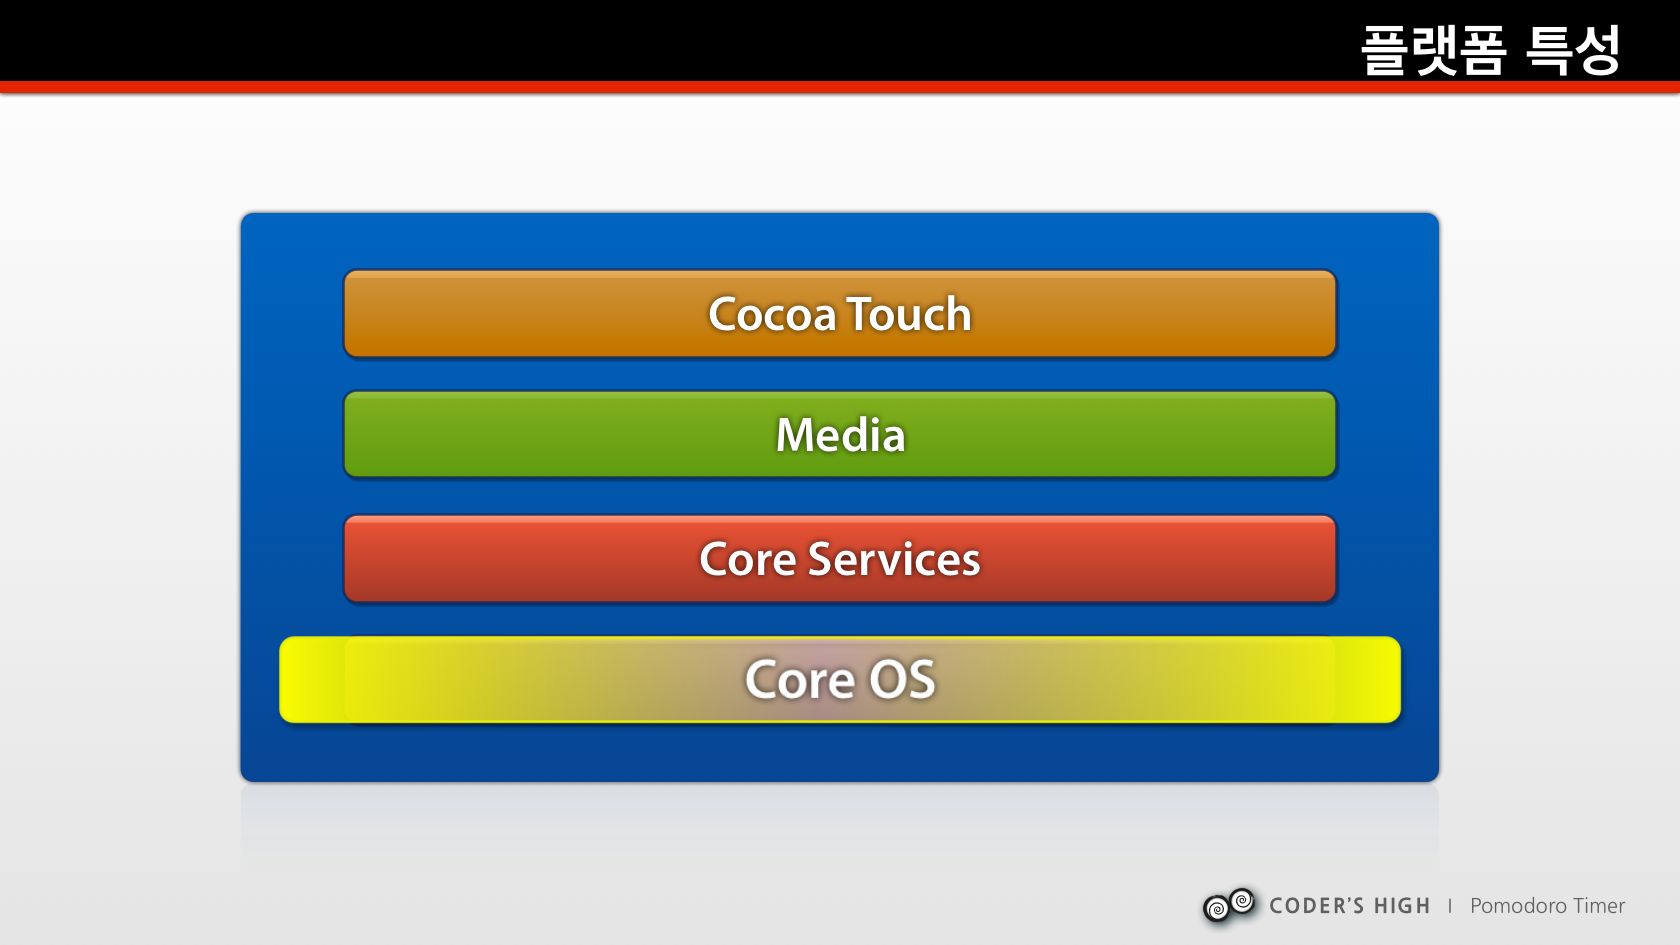 플랫폼 특성
Cocoa Touch
Media
Core Services
Core OS
CODER'S HIGH | Pomodoro Timer